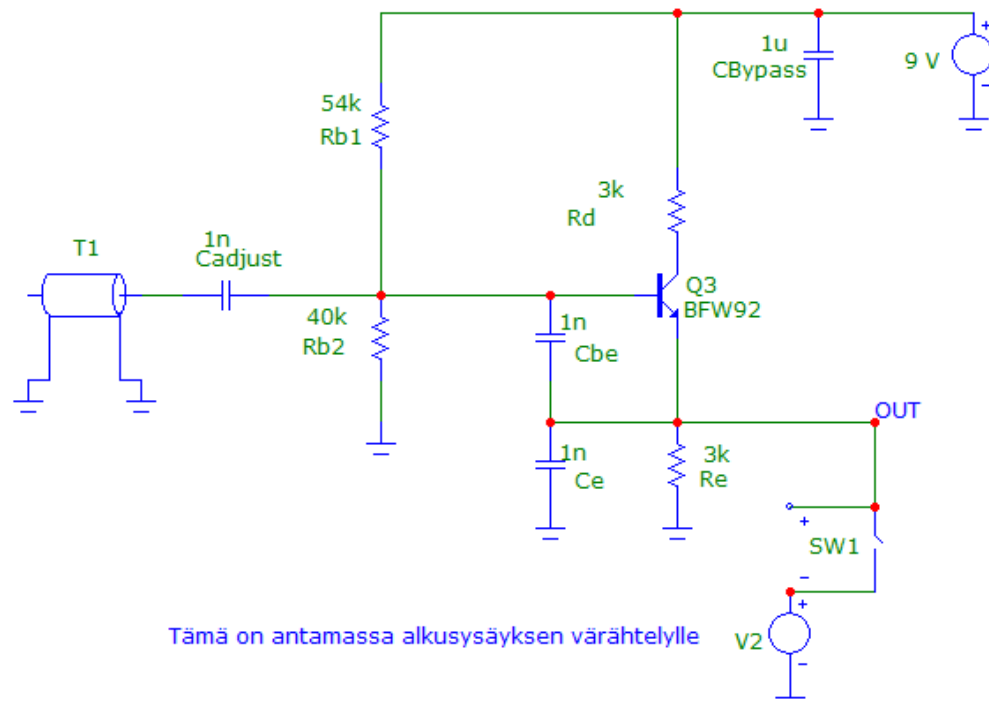 1u
CBypass
9 V
+
-
54k
Rb1
3k
Rd
T1
1n
Cadjust
Q3
BFW92
40k
Rb2
1n
Cbe
OUT
1n
Ce
3k
Re
+
SW1
-
+
V2
-
Tämä on antamassa alkusysäyksen värähtelylle